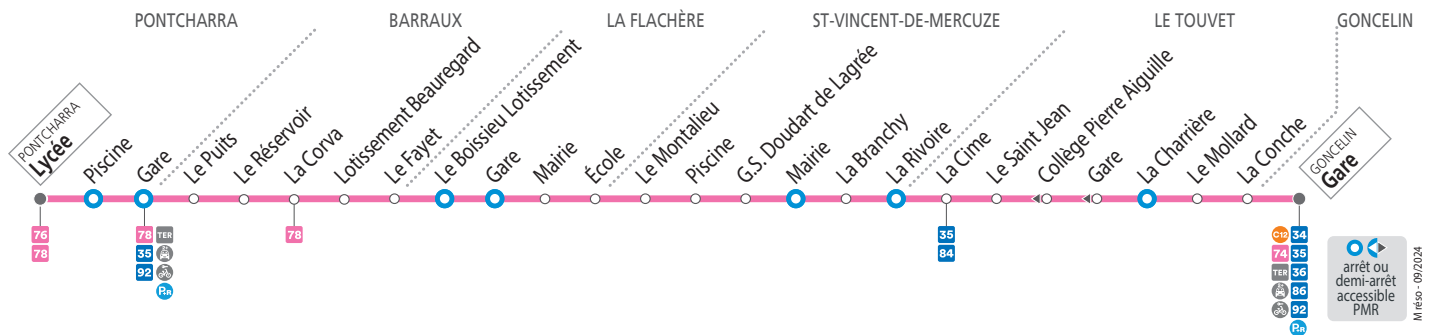 PONTCHARRA
BARRAUX
LA FLACHÈRE
ST-VINCENT-DE-MERCUZE
LE TOUVET
GONCELIN
PONTCHARRA
Lycée
Piscine
Gare
Le Puits
Le Réservoir
La Corva
Lotissement Beauregard
Le Fayet
Le Boissieu Lotissement
Gare
Mairie
École
Le Montalieu
Piscine
G.S. Doudart de Lagrée
Mairie
La Branchy
La Rivoire
La Cime
Le Saint Jean
Collège Pierre Aiguille
Gare
La Charrière
Le Mollard
La Conche
GONCELIN
Gare
76
78
78 TER
35
92
P+R
78
35
84
C12 34
74 35
TER 36
86
92
P+R
arrêt ou
demi-arrêt
accessible
PMR
M réso - 09/2024